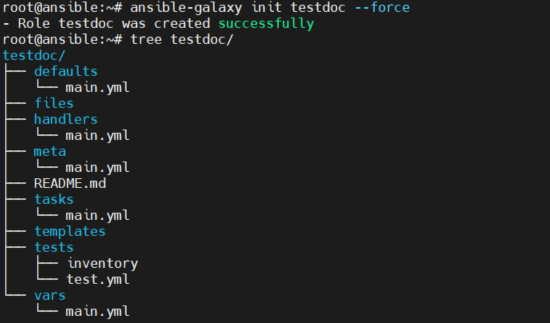 root@ansible:~# ansible-galaxy init testdoc --force
- Role testdoc was created successfully
root@ansible:~# tree testdoc/
testdoc/
├── defaults
│   └── main.yml
├── files
├── handlers
│   └── main.yml
├── meta
│   └── main.yml
├── README.md
├── tasks
│   └── main.yml
├── templates
├── tests
│   ├── inventory
│   └── test.yml
└── vars
    └── main.yml